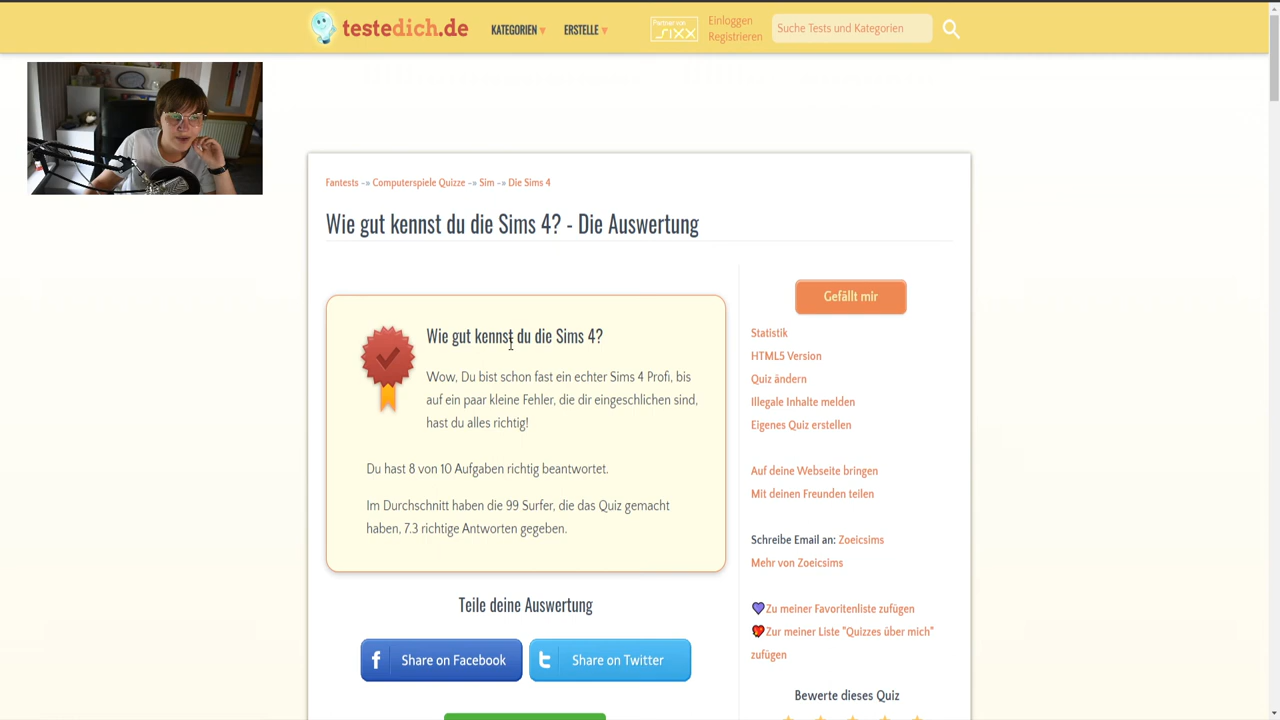 testedich.de
KATEGORIEN ▾
ERSTELLE ▾
Partner von
sixx
Einloggen
Registrieren
Suche Tests und Kategorien
Fantests -» Computerspiele Quizze -» Sim -» Die Sims 4
Wie gut kennst du die Sims 4? - Die Auswertung
Wie gut kennst du die Sims 4?
Wow, Du bist schon fast ein echter Sims 4 Profi, bis
auf ein paar kleine Fehler, die dir eingeschlichen sind,
hast du alles richtig!
Du hast 8 von 10 Aufgaben richtig beantwortet.
Im Durchschnitt haben die 99 Surfer, die das Quiz gemacht
haben, 7.3 richtige Antworten gegeben.
Teile deine Auswertung
Share on Facebook
Share on Twitter
Gefällt mir
Statistik
HTML5 Version
Quiz ändern
Illegale Inhalte melden
Eigenes Quiz erstellen
Auf deine Webseite bringen
Mit deinen Freunden teilen
Schreibe Email an: Zoeicsims
Mehr von Zoeicsims
Zu meiner Favoritenliste zufügen
Zur meiner Liste "Quizzes über mich"
zufügen
Bewerte dieses Quiz